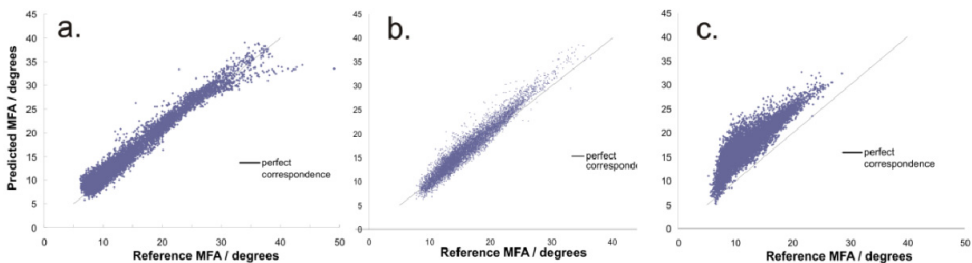 a.
Predicted MFA / degrees
45
40
35
30
25
20
15
10
5
0
0 10 20 30 40 50
Reference MFA / degrees
perfect
correspondence
b.
45
40
35
30
25
20
15
10
5
0
0 10 20 30 40
Reference MFA / degrees
perfect
correspond
c.
45
40
35
30
25
20
15
10
5
0
0 10 20 30 40 50
Reference MFA / degrees
perfect
correspondence